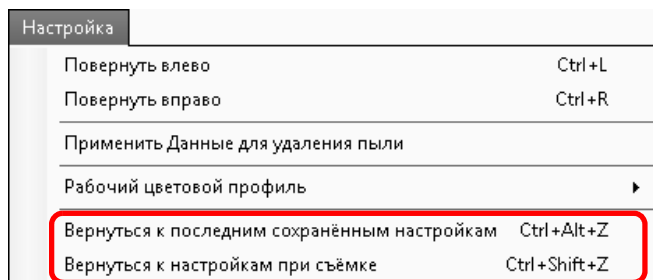 Настройка
Повернуть влево Ctrl+L
Повернуть вправо Ctrl+R
Применить Данные для удаления пыли
Рабочий цветовой профиль
Вернуться к последним сохранённым настройкам Ctrl+Alt+Z
Вернуться к настройкам при съёмке Ctrl+Shift+Z